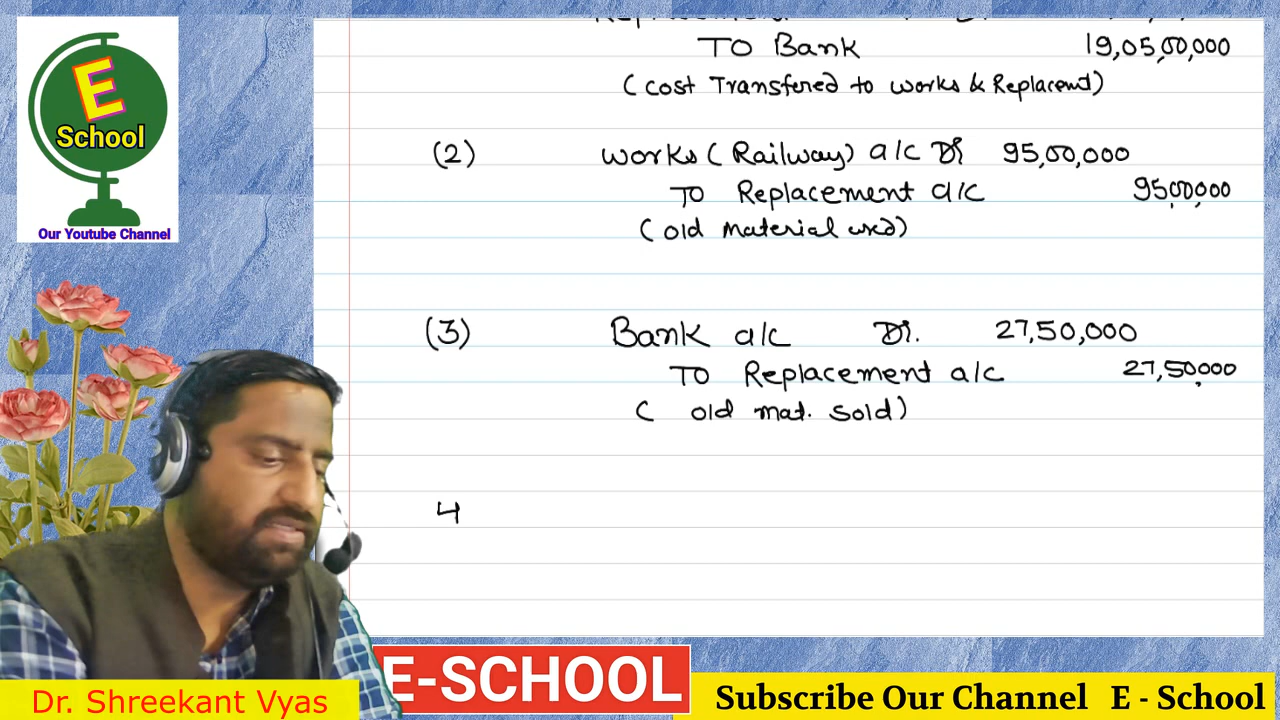 E
School
Our Youtube Channel
TO Bank 19,05,00,000
(cost Transfered to works & Replacent)
(2) works (Railway) a/c Dr 95,00,000
TO Replacement a/c 95,00,000
(old material used)
(3) Bank a/c Dr. 27,50,000
TO Replacement a/c 27,50,000
( old mat. sold)
4
E-SCHOOL
Dr. Shreekant Vyas
Subscribe Our Channel E - School